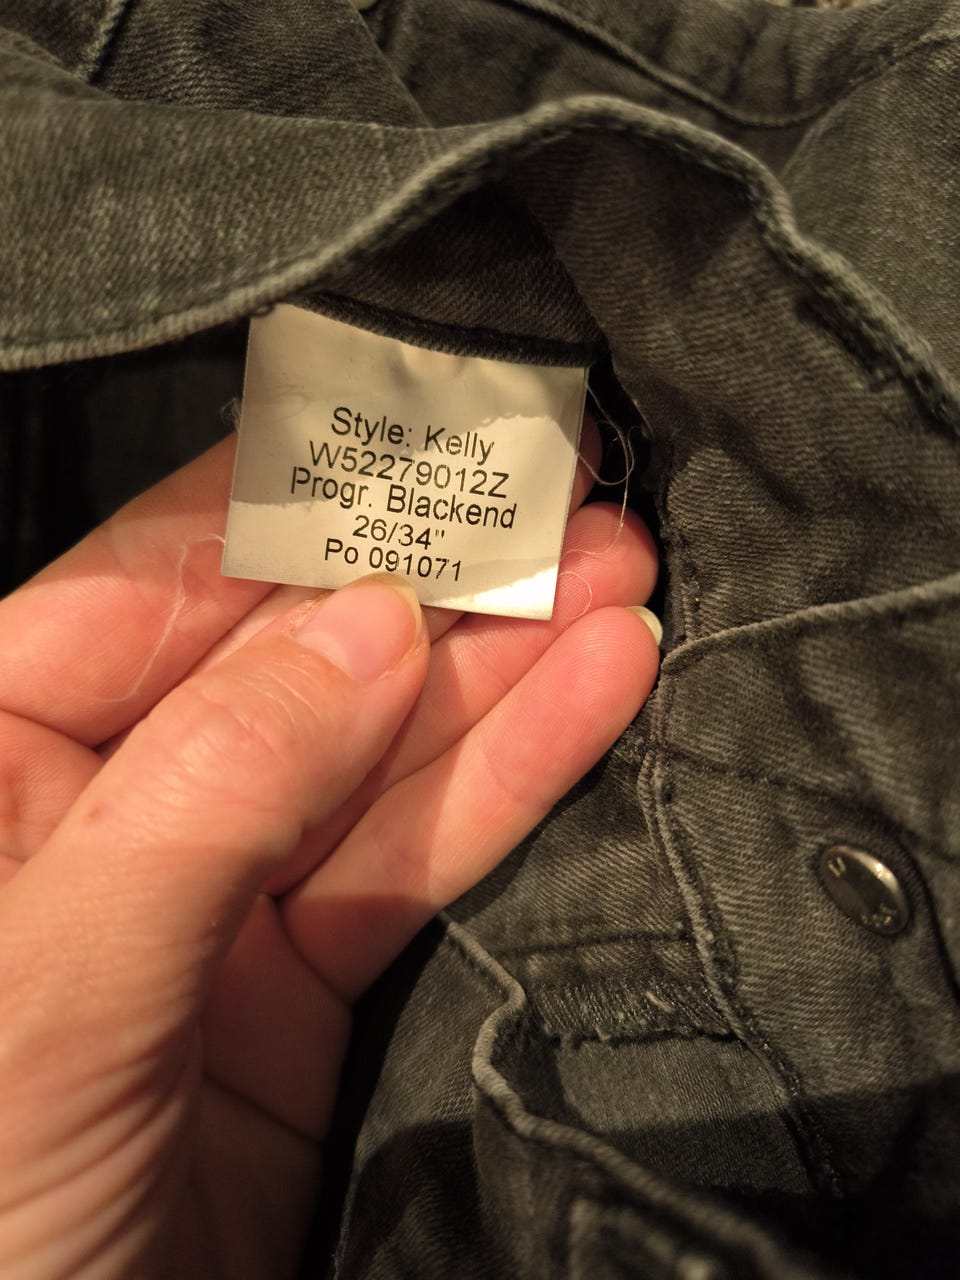 Style: Kelly
W52279012Z
Progr. Blackend
26/34"
Po 091071